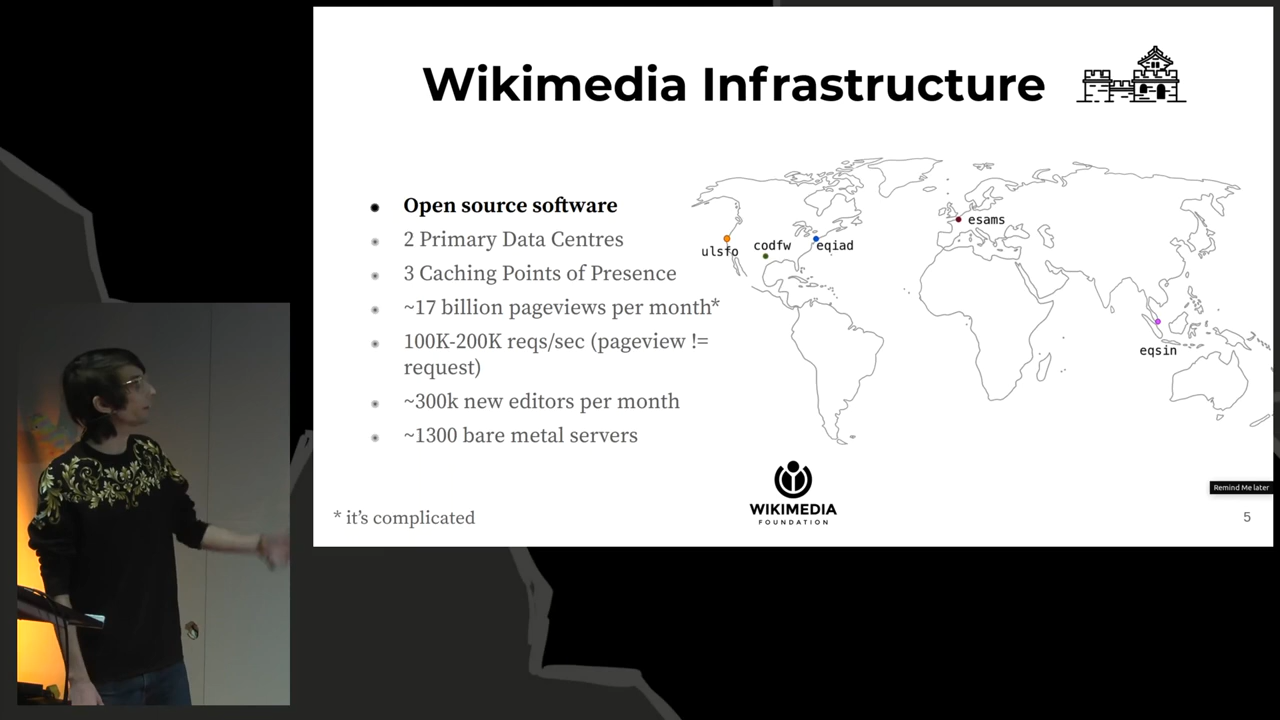 Wikimedia Infrastructure
Open source software
2 Primary Data Centres
3 Caching Points of Presence
~17 billion pageviews per month*
100K-200K reqs/sec (pageview !=
request)
~300k new editors per month
~1300 bare metal servers
ulsfo
codfw
eqiad
esams
eqsin
WIKIMEDIA
FOUNDATION
Remind Me later
* it's complicated
5